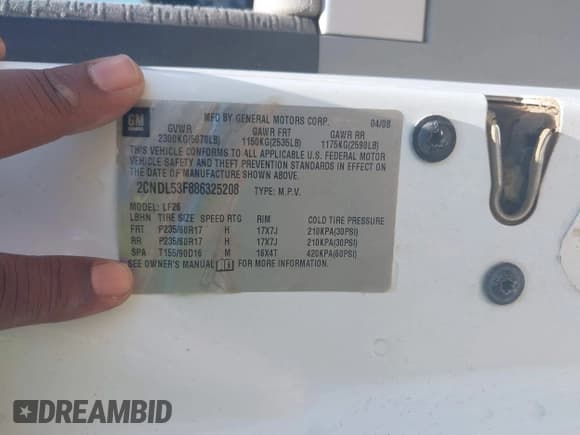 GM
MFD BY GENERAL MOTORS CORP. 04/08
GVWR GAWR FRT GAWR RR
2300KG(5070LB) 1150KG(2535LB) 1175KG(2590LB)
THIS VEHICLE CONFORMS TO ALL APPLICABLE U.S. FEDERAL MOTOR
VEHICLE SAFETY AND THEFT PREVENTION STANDARDS IN EFFECT ON
THE DATE OF MANUFACTURE SHOWN ABOVE.
2CNDL53F886325208 TYPE: M.P.V.
MODEL: LF26
LBHN TIRE SIZE SPEED RTG RIM COLD TIRE PRESSURE
FRT P235/60R17 H 17X7J 210KPA(30PSI)
RR P235/60R17 H 17X7J 210KPA(30PSI)
SPA T155/90D16 M 16X4T 420KPA(60PSI)
SEE OWNER'S MANUAL FOR MORE INFORMATION.
DREAMBID